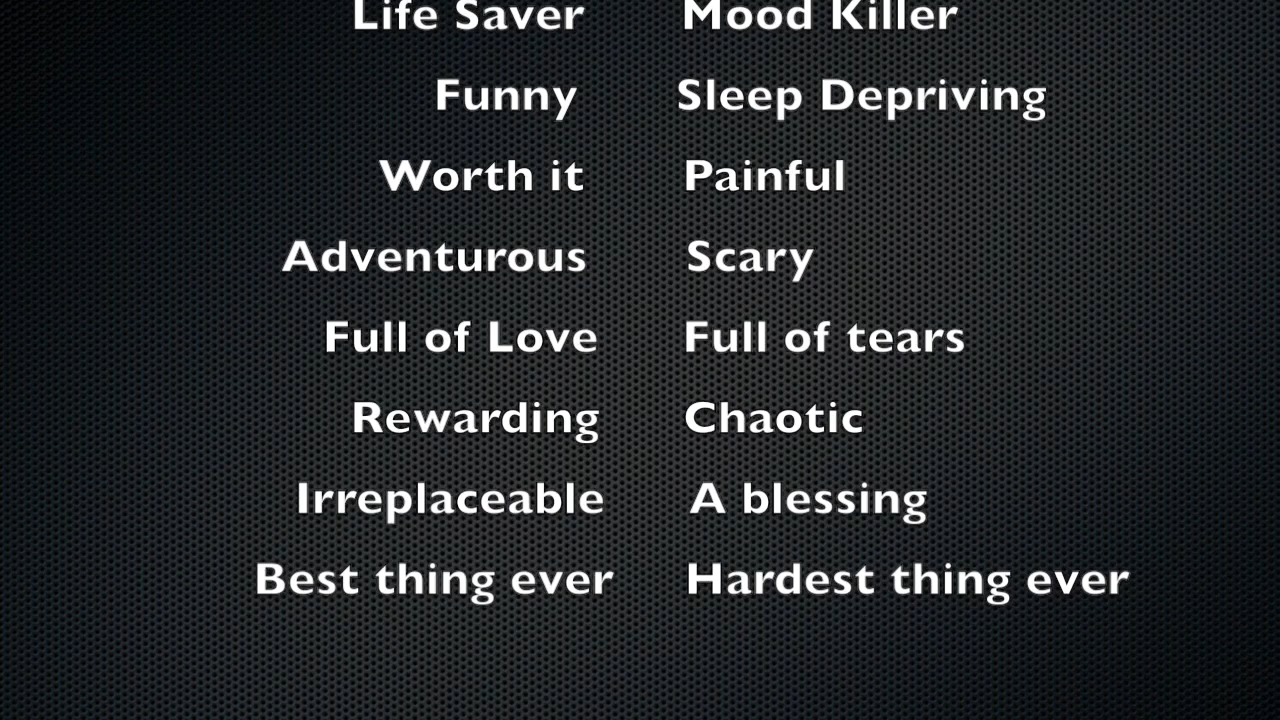 Life Saver Mood Killer
Funny Sleep Depriving
Worth it Painful
Adventurous Scary
Full of Love Full of tears
Rewarding Chaotic
Irreplaceable A blessing
Best thing ever Hardest thing ever